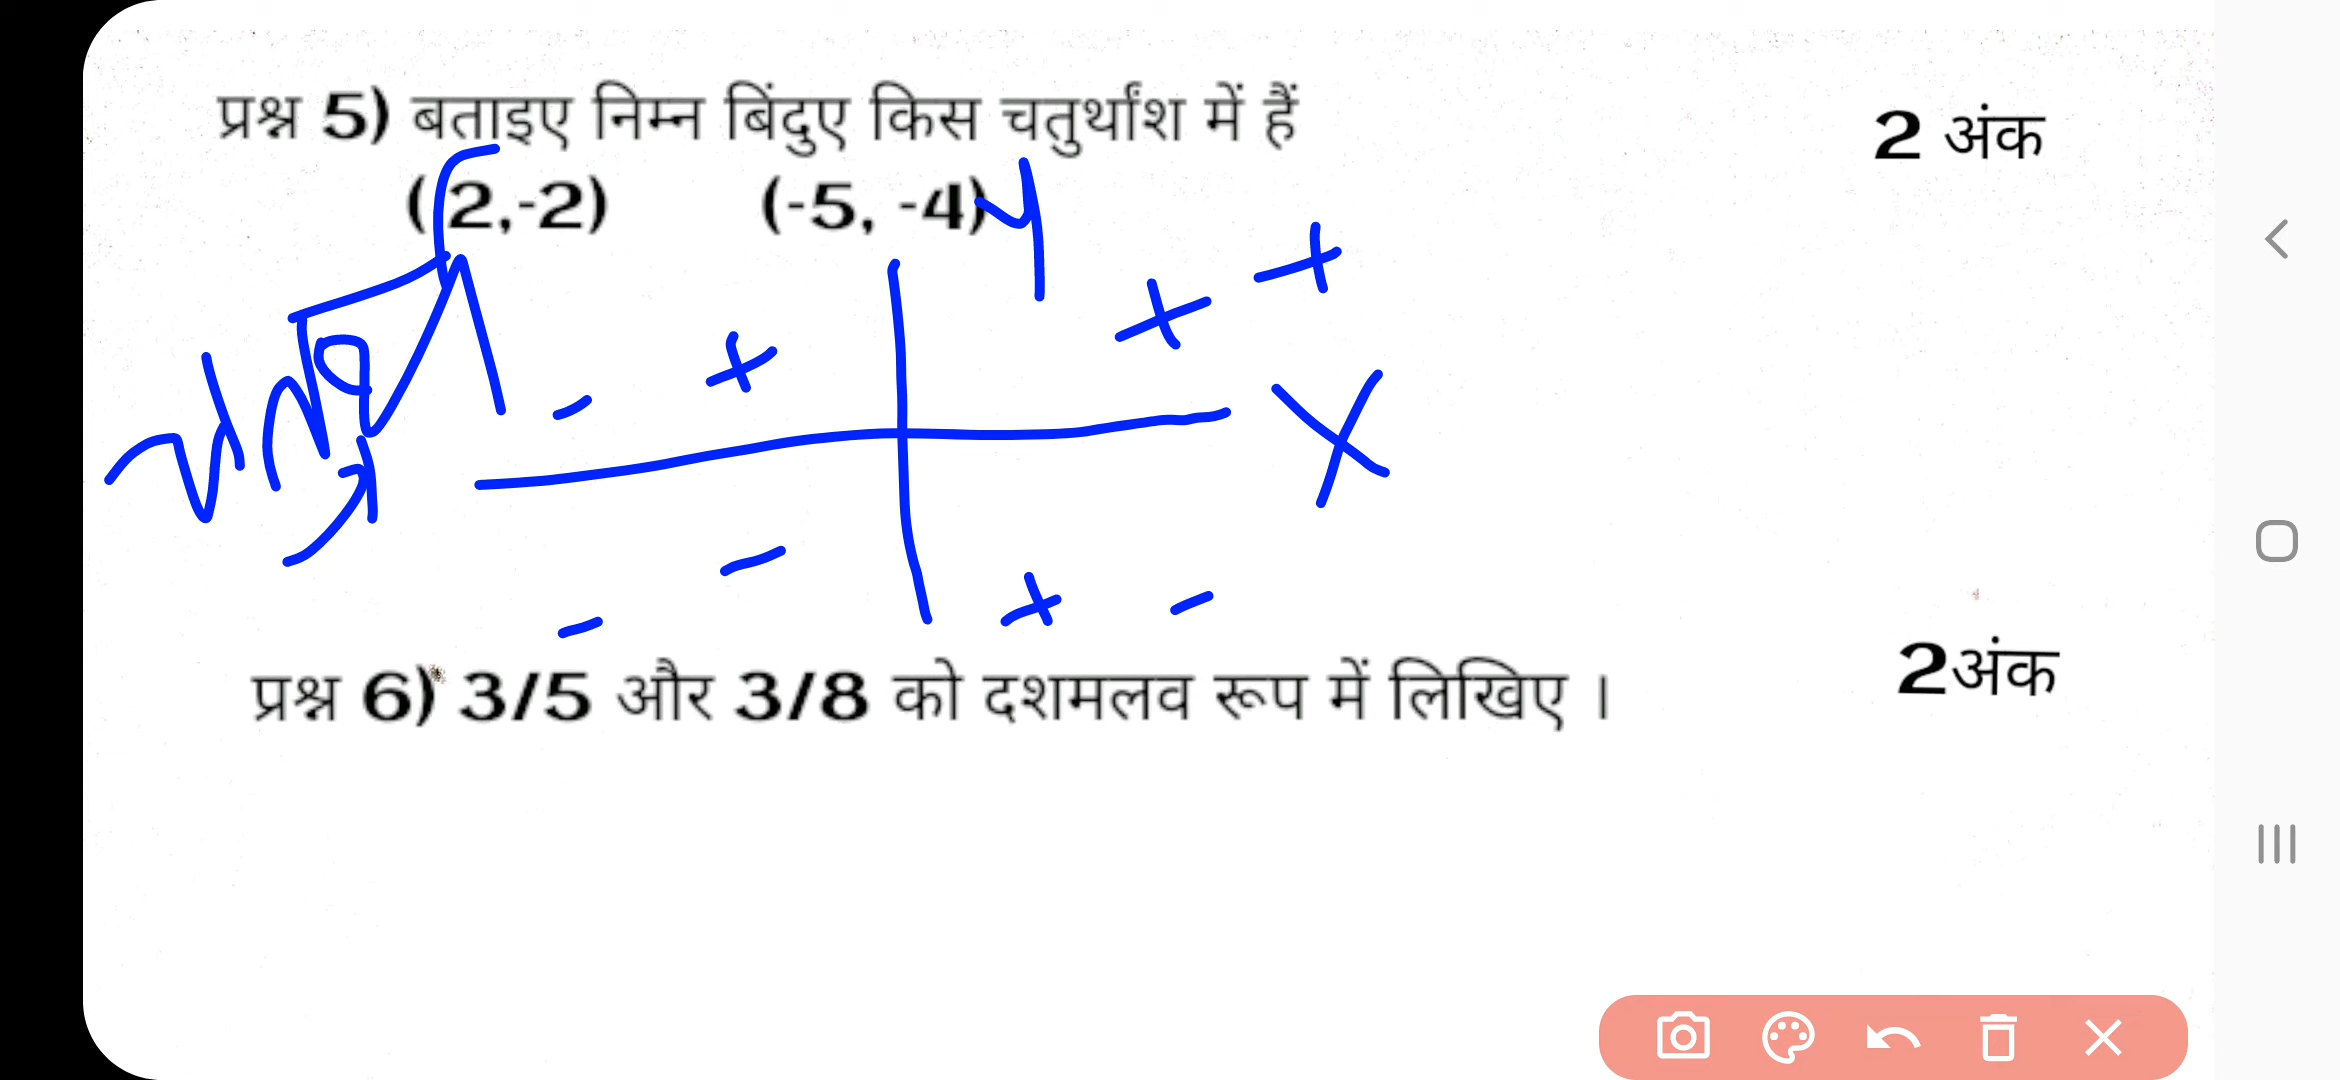 प्रश्न 5) बताइए निम्न बिंदुए किस चतुर्थांश में हैं 2 अंक
(2,-2) (-5, -4)
y
+ +
- +
x
- -
+ -
प्रश्न 6) 3/5 और 3/8 को दशमलव रूप में लिखिए । 2अंक